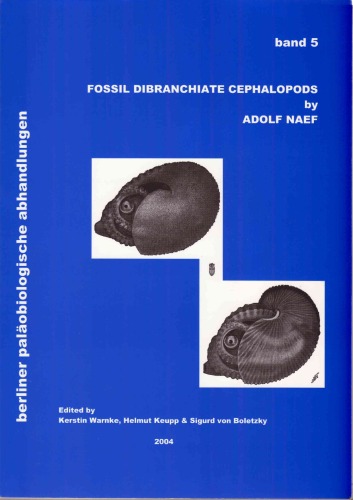 band 5
FOSSIL DIBRANCHIATE CEPHALOPODS
by
ADOLF NAEF
berliner paläobiologische abhandlungen
Edited by
Kerstin Warnke, Helmut Keupp & Sigurd von Boletzky
2004